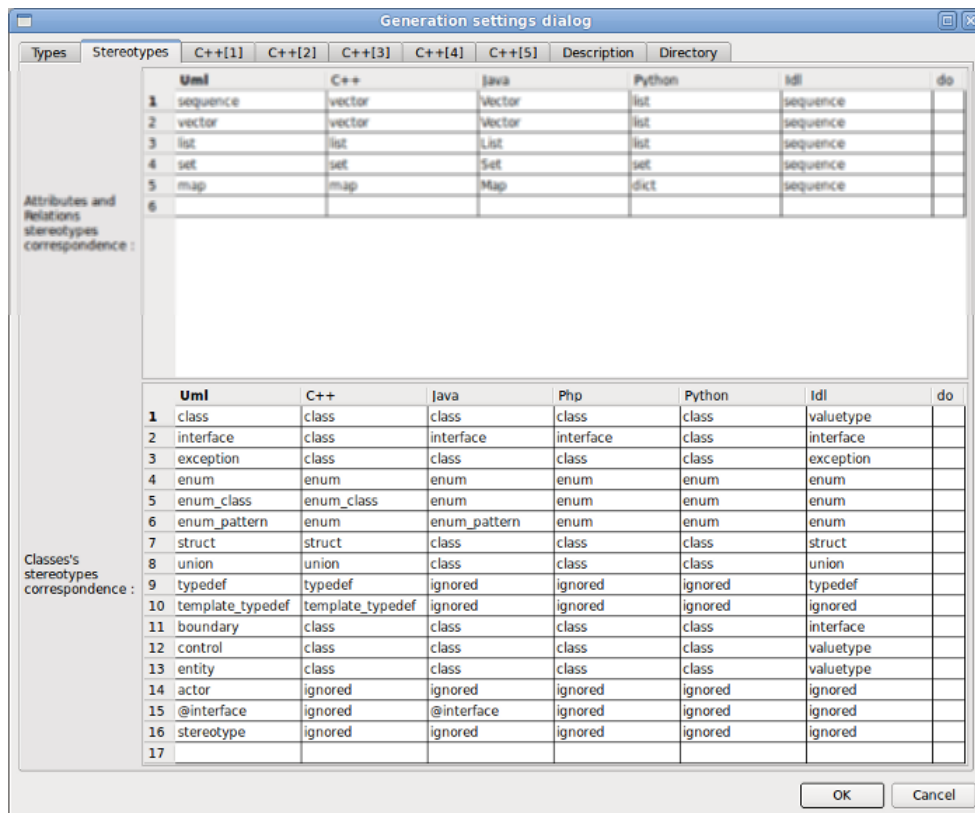 Generation settings dialog
Types Stereotypes C++[1] C++[2] C++[3] C++[4] C++[5] Description Directory
Uml C++ Java Python Idl do
1 sequence vector Vector list sequence
2 vector vector Vector list sequence
3 list list List list sequence
4 set set Set set sequence
5 map map Map dict sequence
6
Attributes and
Relations
stereotypes
correspondence :
Uml C++ Java Php Python Idl do
1 class class class class class valuetype
2 interface class interface interface class interface
3 exception class class class class exception
4 enum enum enum enum enum enum
5 enum_class enum_class enum enum enum enum
6 enum_pattern enum enum_pattern enum enum enum
7 struct struct class class class struct
8 union union class class class union
9 typedef typedef ignored ignored ignored typedef
10 template_typedef template_typedef ignored ignored ignored ignored
11 boundary class class class class interface
12 control class class class class valuetype
13 entity class class class class valuetype
14 actor ignored ignored ignored ignored ignored
15 @interface ignored @interface ignored ignored ignored
16 stereotype ignored ignored ignored ignored ignored
17
Classes's
stereotypes
correspondence :
OK Cancel